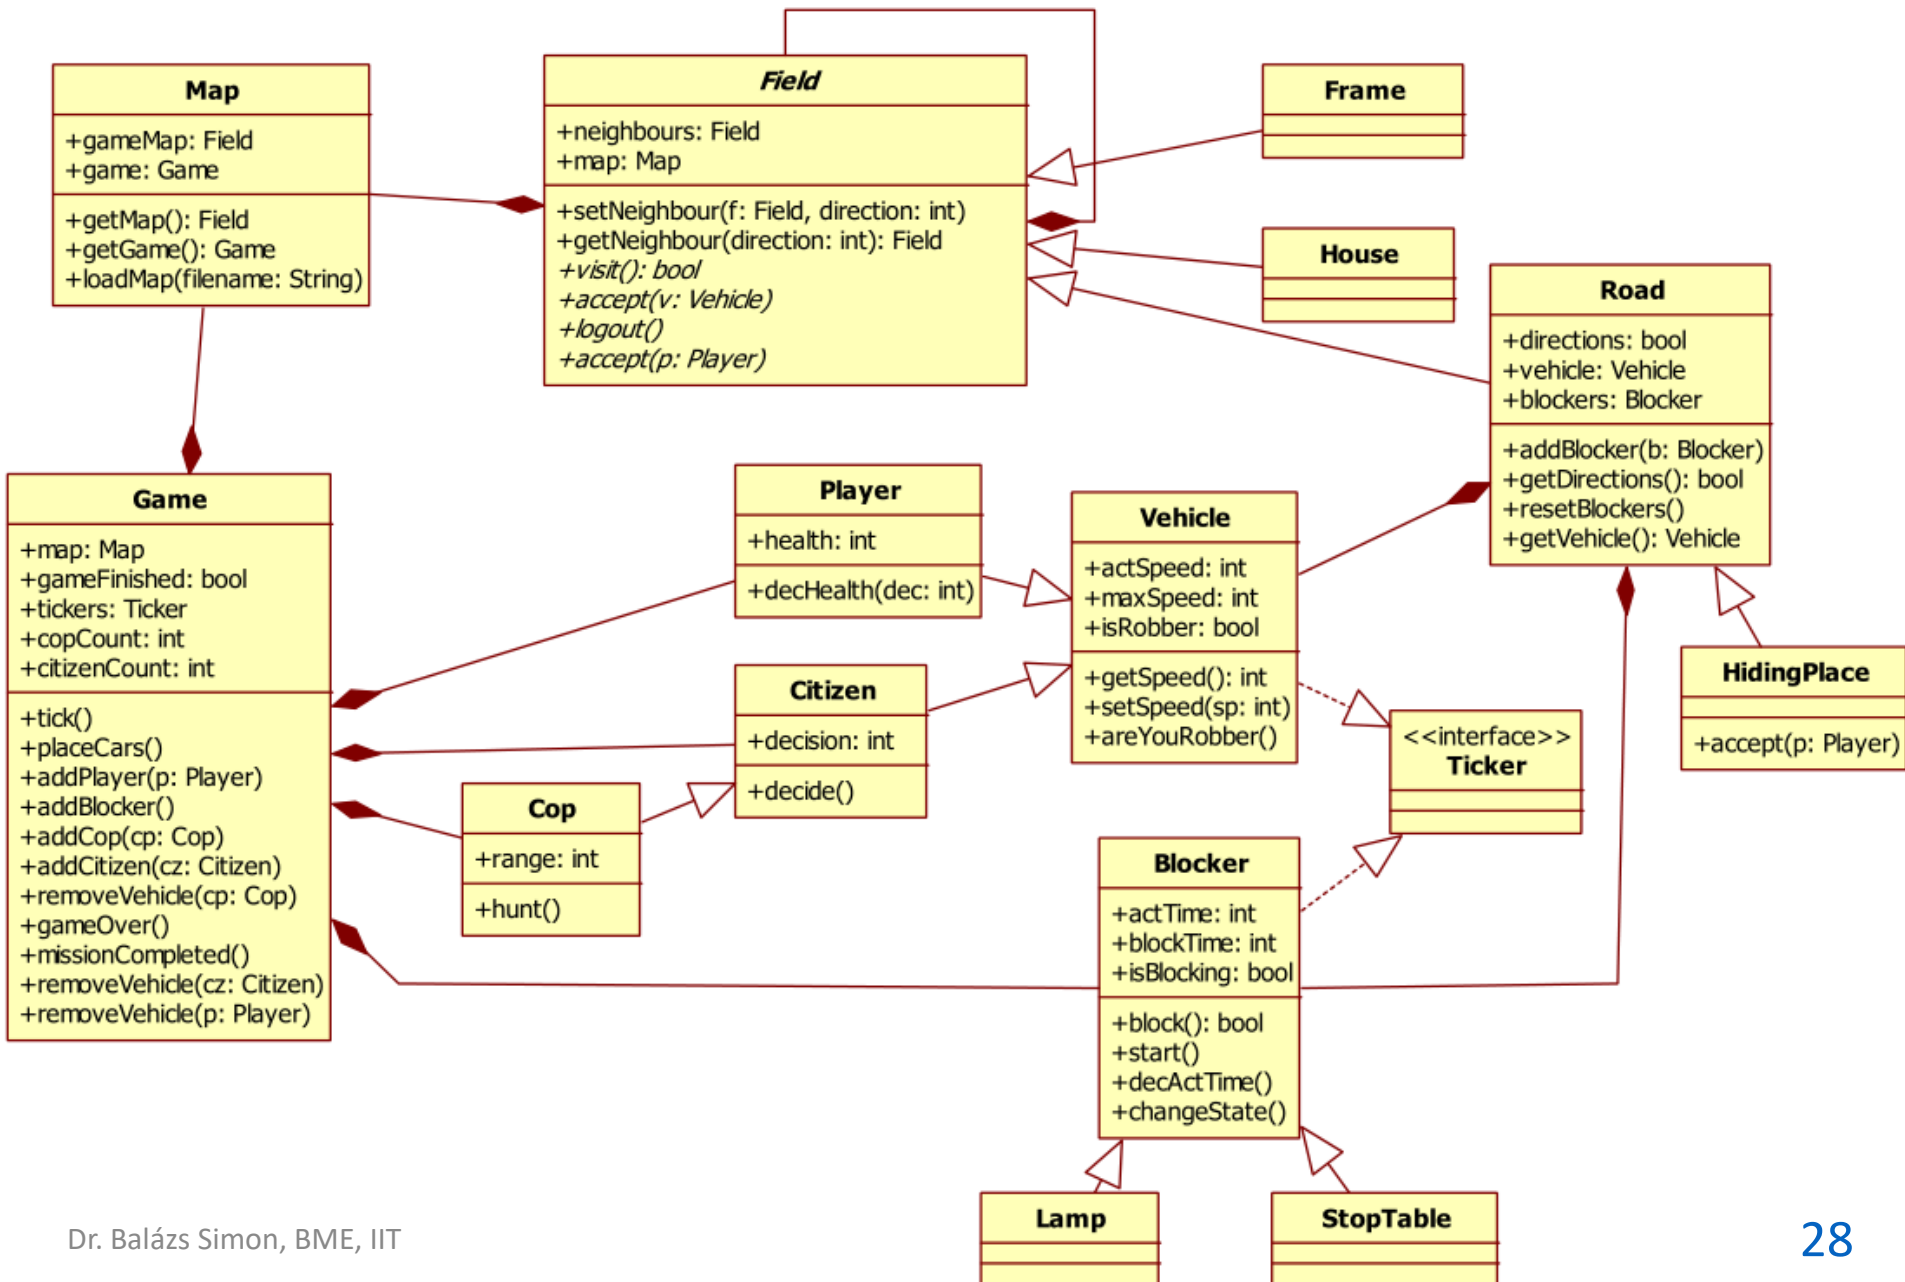 Map
+gameMap: Field
+game: Game
+getMap(): Field
+getGame(): Game
+loadMap(filename: String)
Field
+neighbours: Field
+map: Map
+setNeighbour(f: Field, direction: int)
+getNeighbour(direction: int): Field
+visit(): bool
+accept(v: Vehicle)
+logout()
+accept(p: Player)
Frame
House
Road
+directions: bool
+vehicle: Vehicle
+blockers: Blocker
+addBlocker(b: Blocker)
+getDirections(): bool
+resetBlockers()
+getVehicle(): Vehicle
Game
+map: Map
+gameFinished: bool
+tickers: Ticker
+copCount: int
+citizenCount: int
+tick()
+placeCars()
+addPlayer(p: Player)
+addBlocker()
+addCop(cp: Cop)
+addCitizen(cz: Citizen)
+removeVehicle(cp: Cop)
+gameOver()
+missionCompleted()
+removeVehicle(cz: Citizen)
+removeVehicle(p: Player)
Player
+health: int
+decHealth(dec: int)
Citizen
+decision: int
+decide()
Cop
+range: int
+hunt()
Vehicle
+actSpeed: int
+maxSpeed: int
+isRobber: bool
+getSpeed(): int
+setSpeed(sp: int)
+areYouRobber()
<<interface>>
Ticker
HidingPlace
+accept(p: Player)
Blocker
+actTime: int
+blockTime: int
+isBlocking: bool
+block(): bool
+start()
+decActTime()
+changeState()
Lamp
StopTable
Dr. Balázs Simon, BME, IIT
28